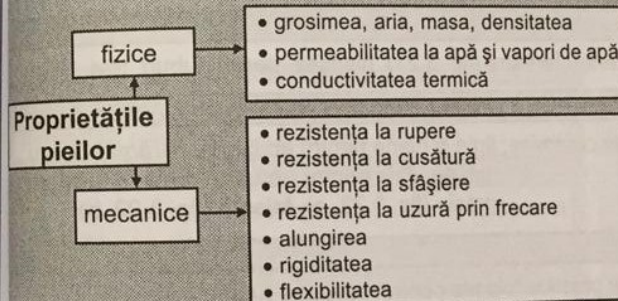 fizice
• grosimea, aria, masa, densitatea
• permeabilitatea la apă şi vapori de apă
• conductivitatea termică
Proprietăţile
pieilor
mecanice
• rezistenţa la rupere
• rezistenţa la cusătură
• rezistenţa la sfâşiere
• rezistenţa la uzură prin frecare
• alungirea
• rigiditatea
• flexibilitatea